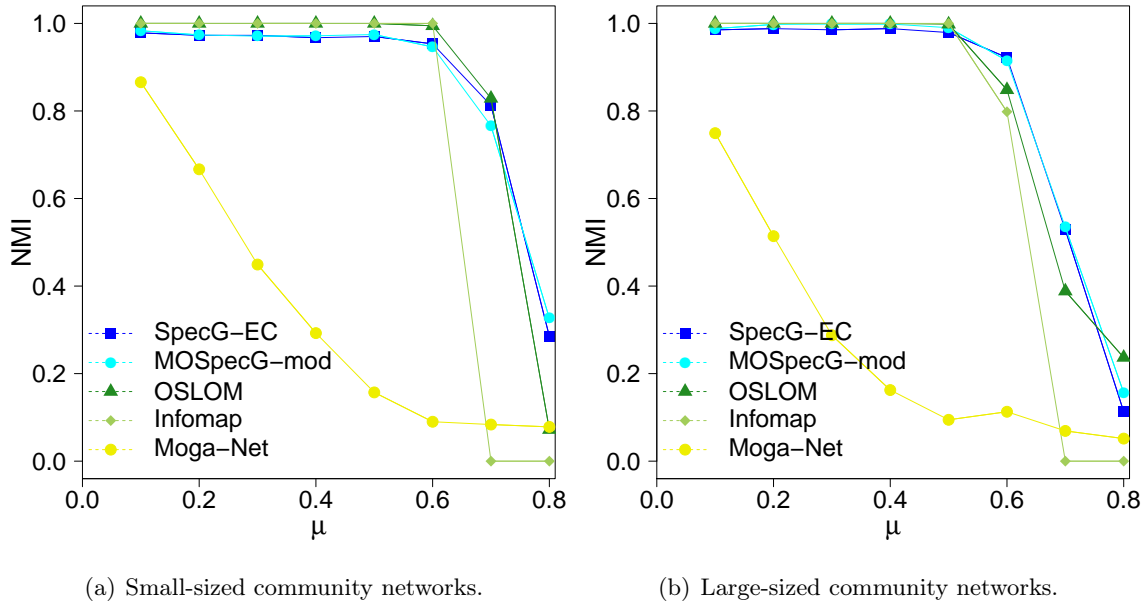 1.0
0.8
0.6
0.4
0.2
0.0
NMI
SpecG−EC
MOSpecG−mod
OSLOM
Infomap
Moga−Net
0.0 0.2 0.4 0.6 0.8
μ
(a) Small-sized community networks.
1.0
0.8
0.6
0.4
0.2
0.0
NMI
SpecG−EC
MOSpecG−mod
OSLOM
Infomap
Moga−Net
0.0 0.2 0.4 0.6 0.8
μ
(b) Large-sized community networks.